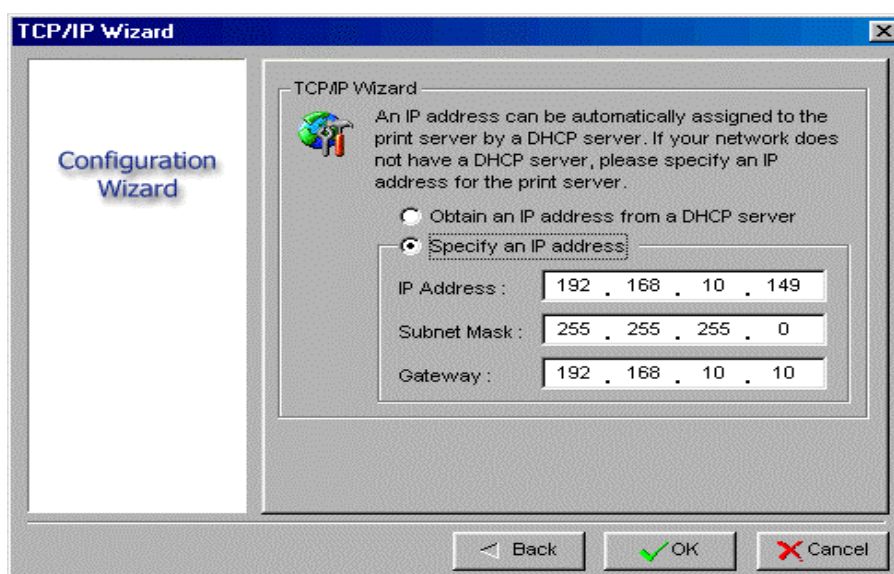 TCP/IP Wizard
Configuration
Wizard
TCP/IP Wizard
An IP address can be automatically assigned to the
print server by a DHCP server. If your network does
not have a DHCP server, please specify an IP
address for the print server.
Obtain an IP address from a DHCP server
Specify an IP address
IP Address : 192 . 168 . 10 . 149
Subnet Mask : 255 . 255 . 255 . 0
Gateway : 192 . 168 . 10 . 10
Back OK Cancel